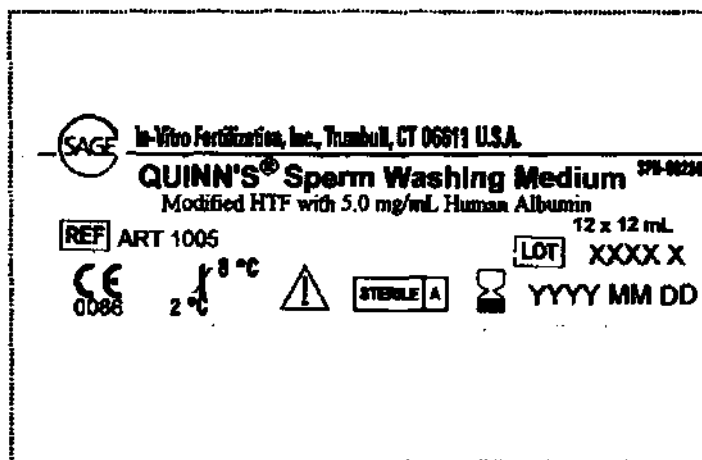 SAGE In-Vitro Fertilization, Inc., Trumbull, CT 06611 U.S.A.
QUINN'S® Sperm Washing Medium
Modified HTF with 5.0 mg/mL Human Albumin
12 x 12 mL
REF ART 1005
LOT XXXX X
CE 0086
2 °C 8 °C
STERILE A
YYYY MM DD